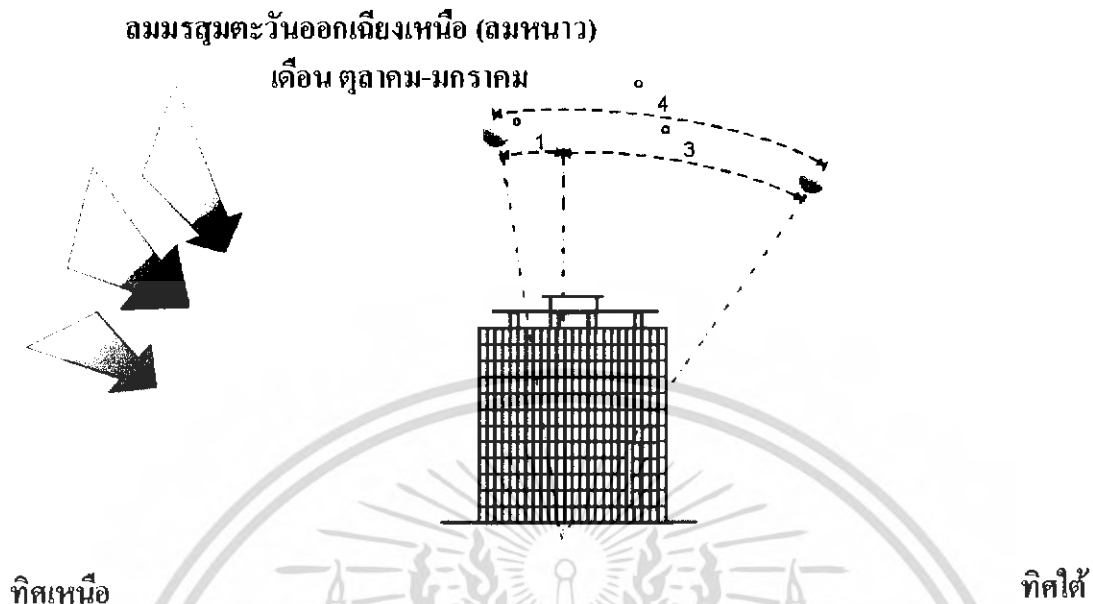 ลมมรสุมตะวันออกเฉียงเหนือ (ลมหนาว)
เดือน ตุลาคม-มกราคม
4
1
3
ทิศเหนือ
ทิศใต้